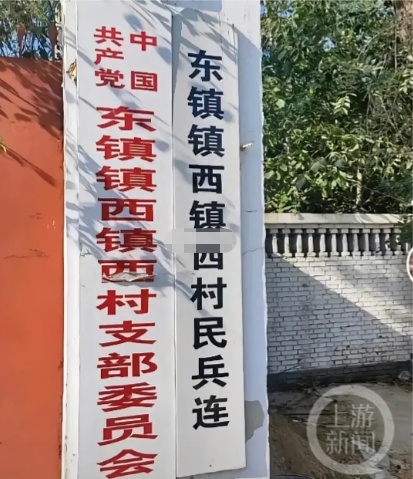 中国
共产党
东镇镇西镇西村支部委员会
东镇镇西镇西村民兵连
上游
新闻